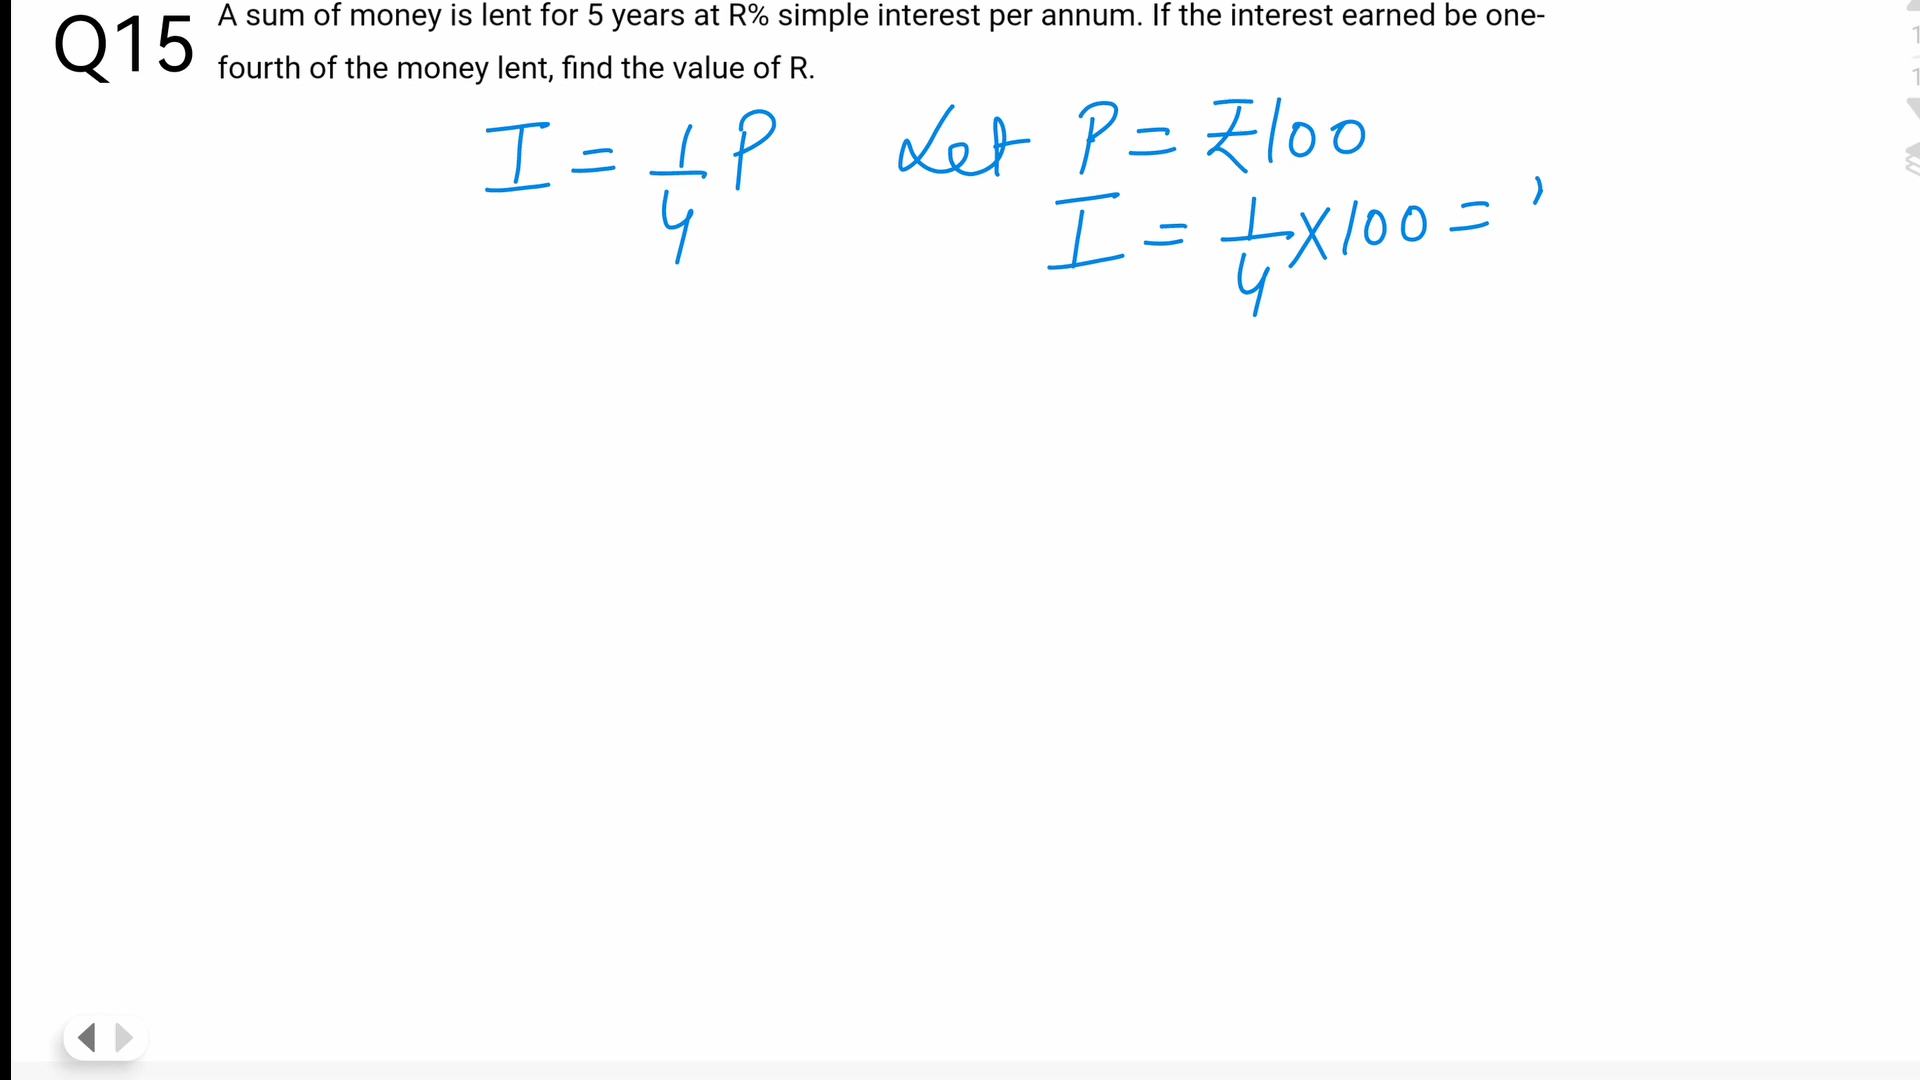 Q15
A sum of money is lent for 5 years at R% simple interest per annum. If the interest earned be one-
fourth of the money lent, find the value of R.
I = 1/4 P
Let P = ₹100
I = 1/4 × 100 =